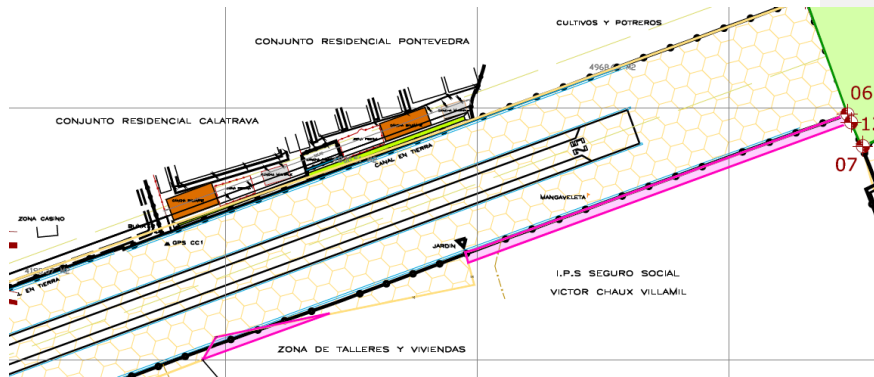 CULTIVOS Y POTREROS
CONJUNTO RESIDENCIAL PONTEVEDRA
06
CONJUNTO RESIDENCIAL CALATRAVA
07
CANAL EN TIERRA
MANGAVELETA
ZONA CASINO
GPS CC1
JARDIN
I.P.S SEGURO SOCIAL
VICTOR CHAUX VILLAMIL
EN TIERRA
ZONA DE TALLERES Y VIVIENDAS